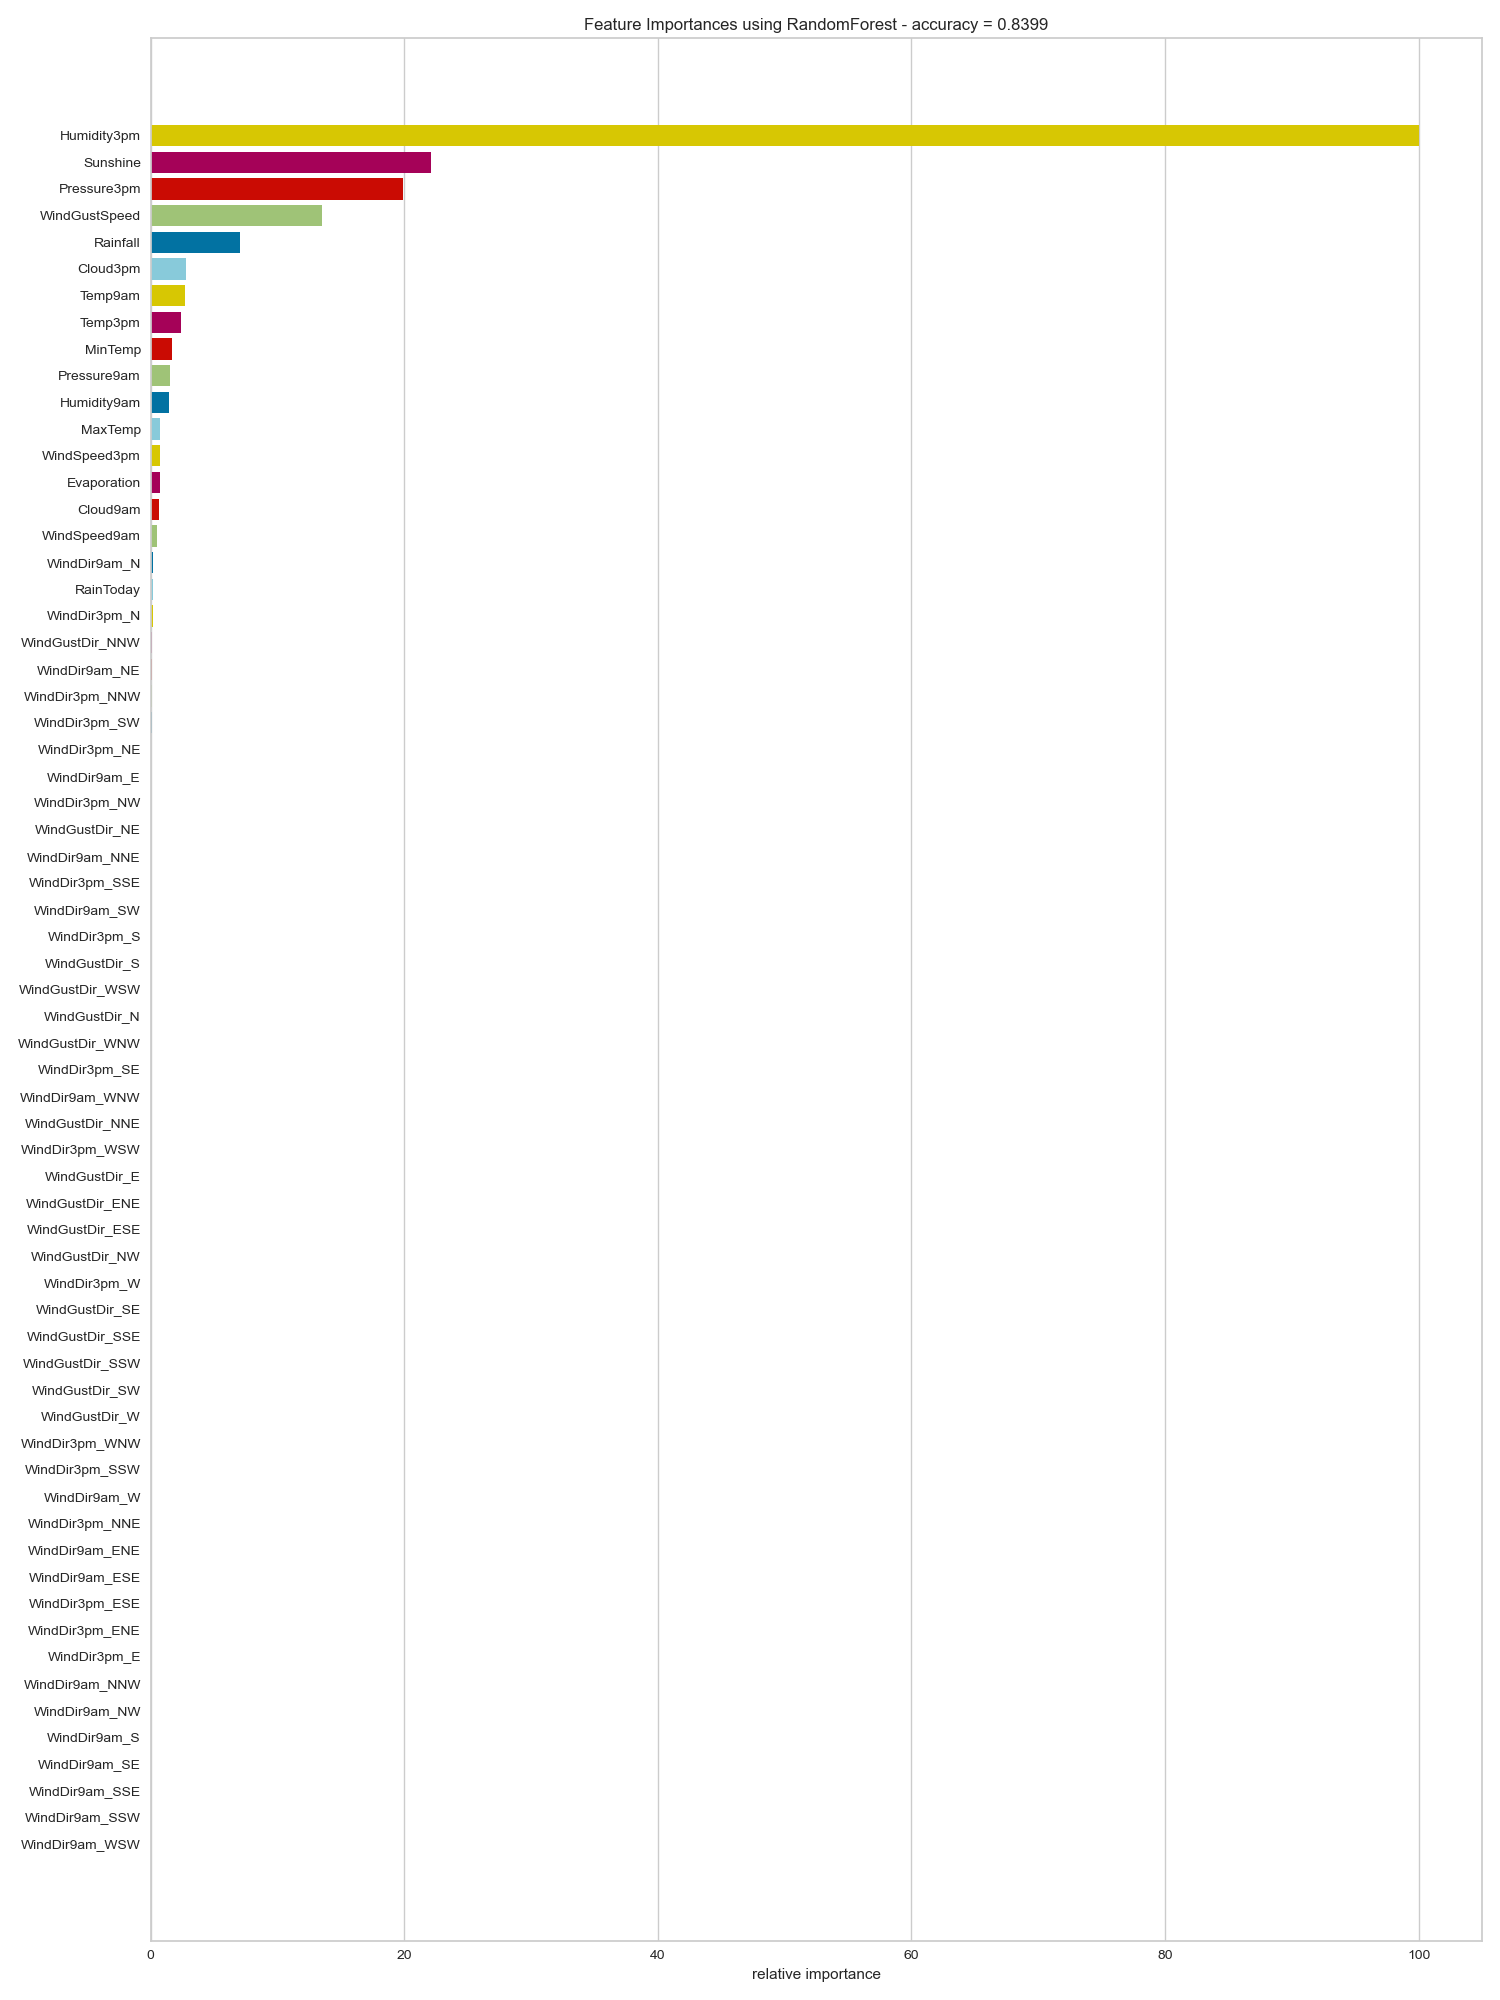 Feature Importances using RandomForest - accuracy = 0.8399
Humidity3pm
Sunshine
Pressure3pm
WindGustSpeed
Rainfall
Cloud3pm
Temp9am
Temp3pm
MinTemp
Pressure9am
Humidity9am
MaxTemp
WindSpeed3pm
Evaporation
Cloud9am
WindSpeed9am
WindDir9am_N
RainToday
WindDir3pm_N
WindGustDir_NNW
WindDir9am_NE
WindDir3pm_NNW
WindDir3pm_SW
WindDir3pm_NE
WindDir9am_E
WindDir3pm_NW
WindGustDir_NE
WindDir9am_NNE
WindDir3pm_SSE
WindDir9am_SW
WindDir3pm_S
WindGustDir_S
WindGustDir_WSW
WindGustDir_N
WindGustDir_WNW
WindDir3pm_SE
WindDir9am_WNW
WindGustDir_NNE
WindDir3pm_WSW
WindGustDir_E
WindGustDir_ENE
WindGustDir_ESE
WindGustDir_NW
WindDir3pm_W
WindGustDir_SE
WindGustDir_SSE
WindGustDir_SSW
WindGustDir_SW
WindGustDir_W
WindDir3pm_WNW
WindDir3pm_SSW
WindDir9am_W
WindDir3pm_NNE
WindDir9am_ENE
WindDir9am_ESE
WindDir3pm_ESE
WindDir3pm_ENE
WindDir3pm_E
WindDir9am_NNW
WindDir9am_NW
WindDir9am_S
WindDir9am_SE
WindDir9am_SSE
WindDir9am_SSW
WindDir9am_WSW
0 20 40 60 80 100
relative importance